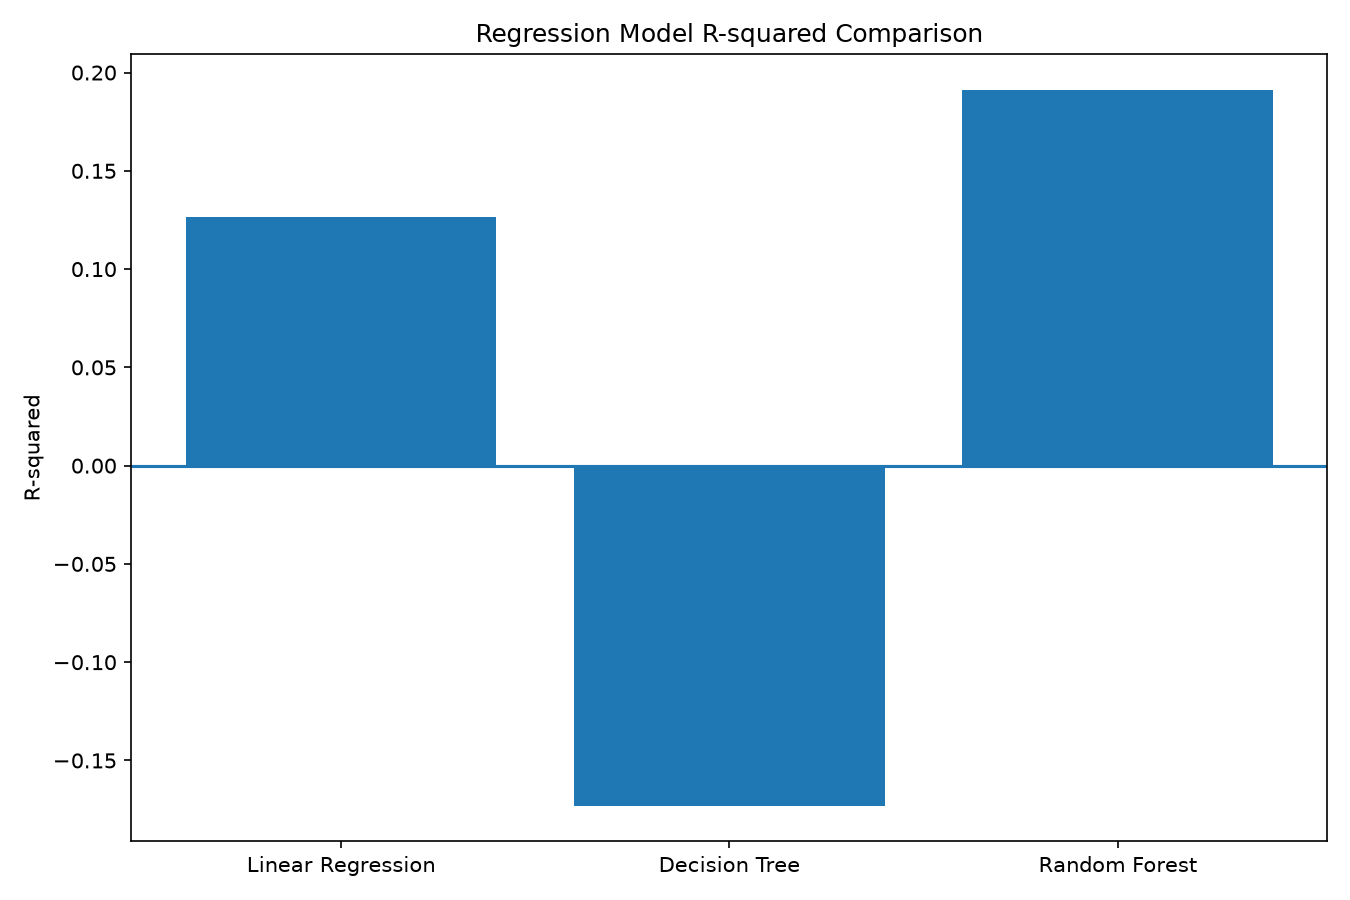 Regression Model R-squared Comparison
R-squared
0.20
0.15
0.10
0.05
0.00
−0.05
−0.10
−0.15
Linear Regression
Decision Tree
Random Forest